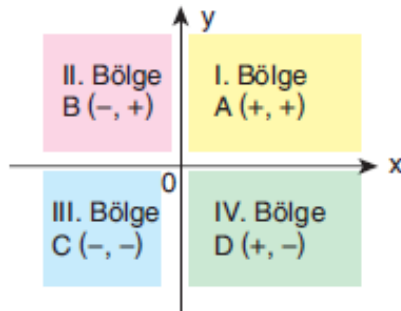 y
II. Bölge
B (–, +)
I. Bölge
A (+, +)
x
0
III. Bölge
C (–, –)
IV. Bölge
D (+, –)